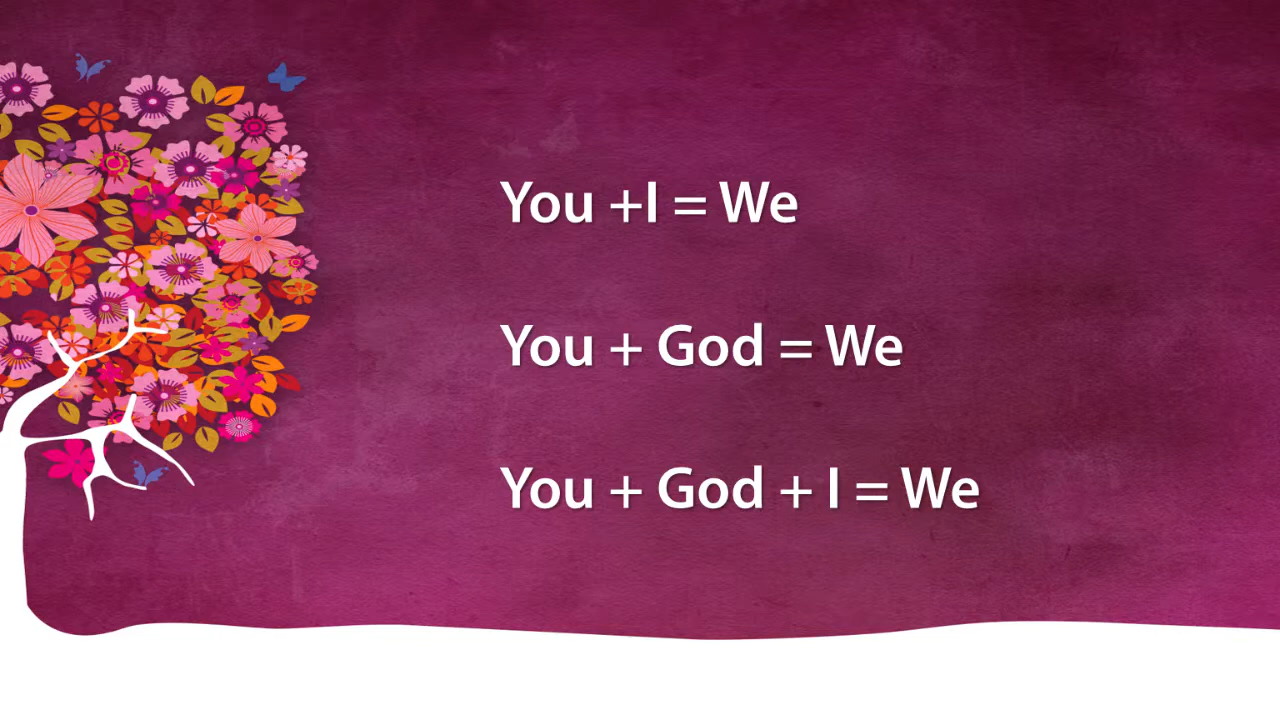 You +I = We
You + God = We
You + God + I = We